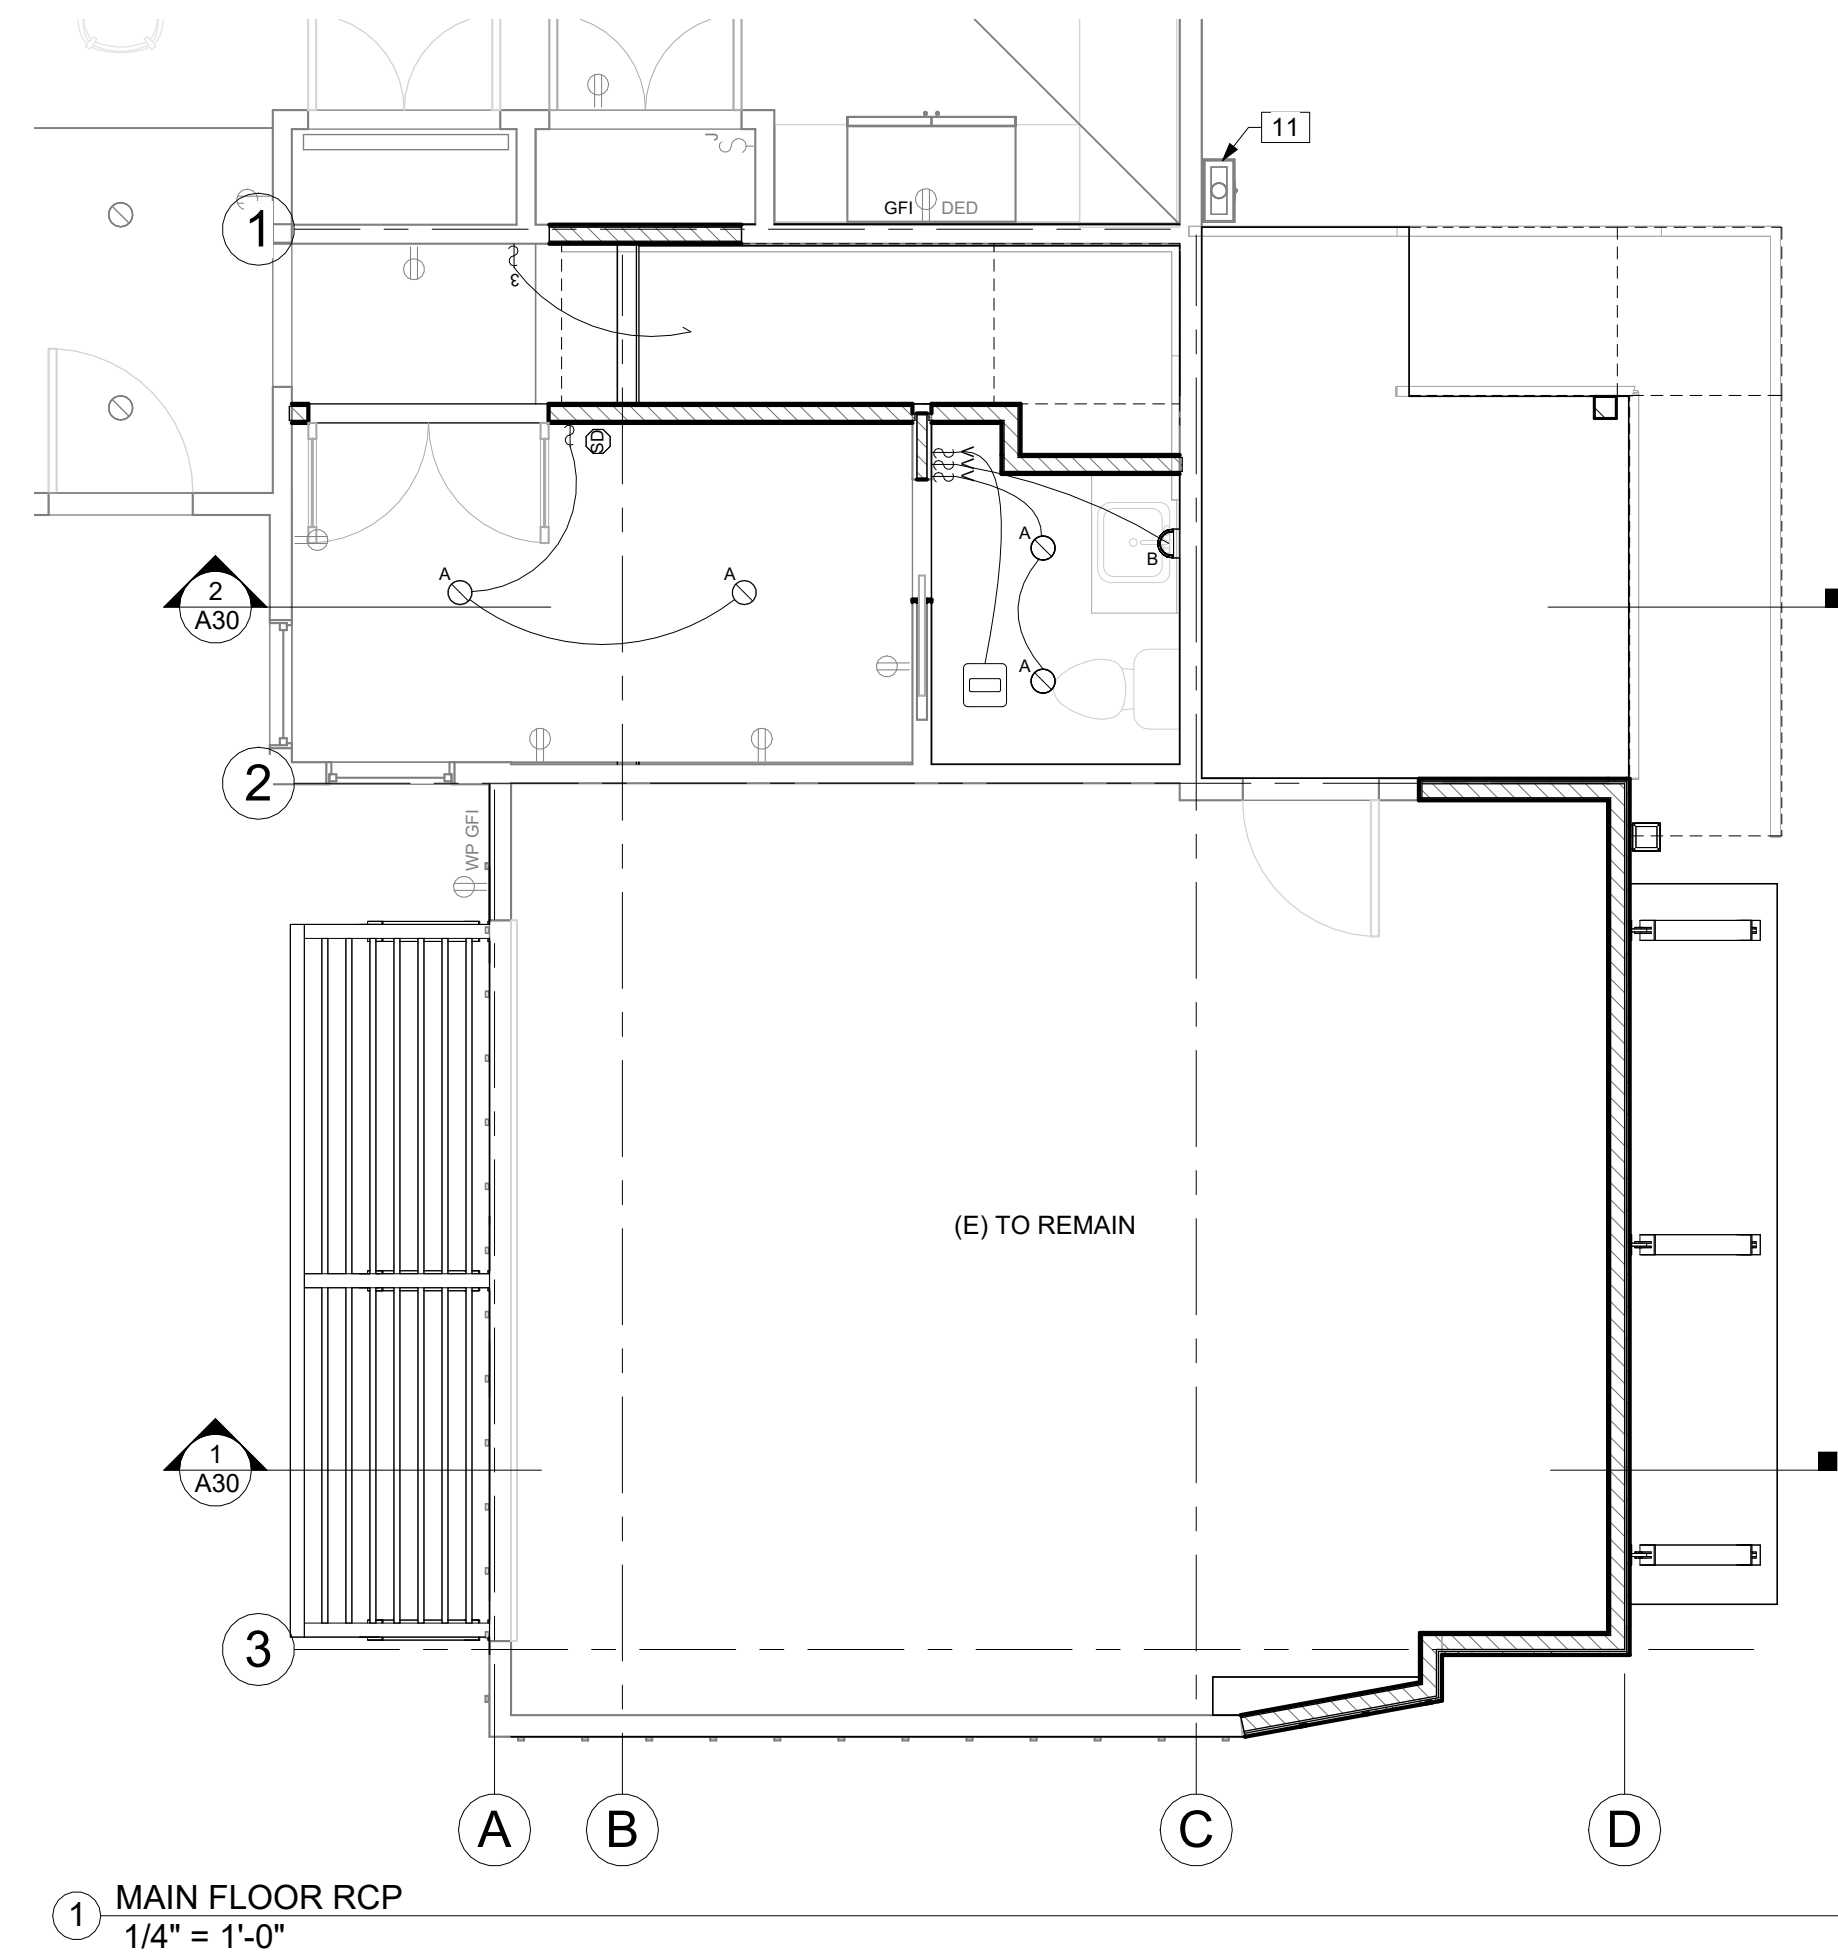 11
GFI
DED
1
3
SD
A
A
A
B
2
A30
A
2
WP GFI
(E) TO REMAIN
1
A30
3
A
B
C
D
1
MAIN FLOOR RCP
1/4" = 1'-0"